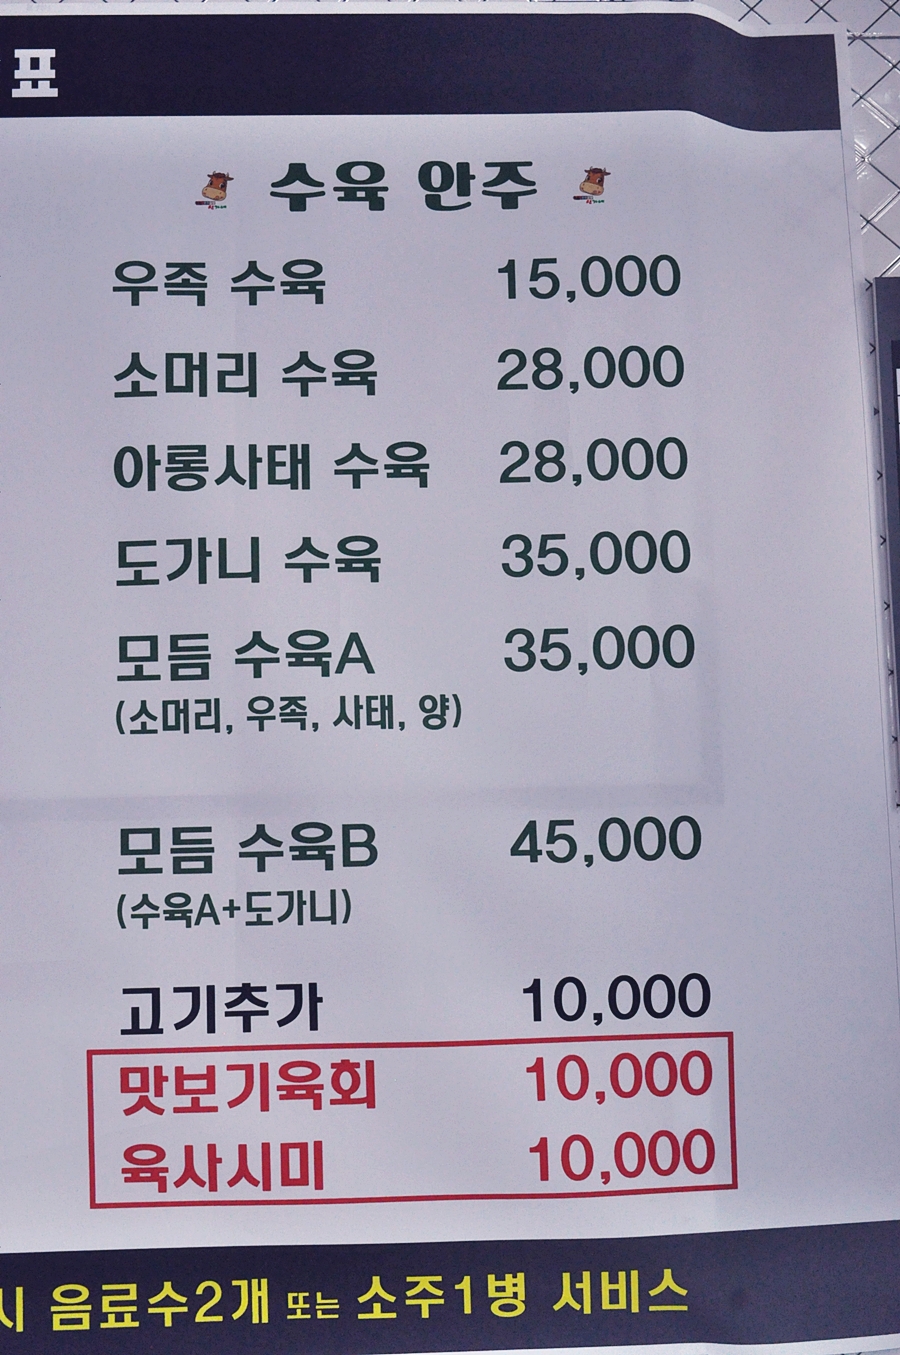 표
수육 안주
우족 수육 15,000
소머리 수육 28,000
아롱사태 수육 28,000
도가니 수육 35,000
모듬 수육A 35,000
(소머리, 우족, 사태, 양)
모듬 수육B 45,000
(수육A+도가니)
고기추가 10,000
맛보기육회 10,000
육사시미 10,000
시 음료수2개 또는 소주1병 서비스